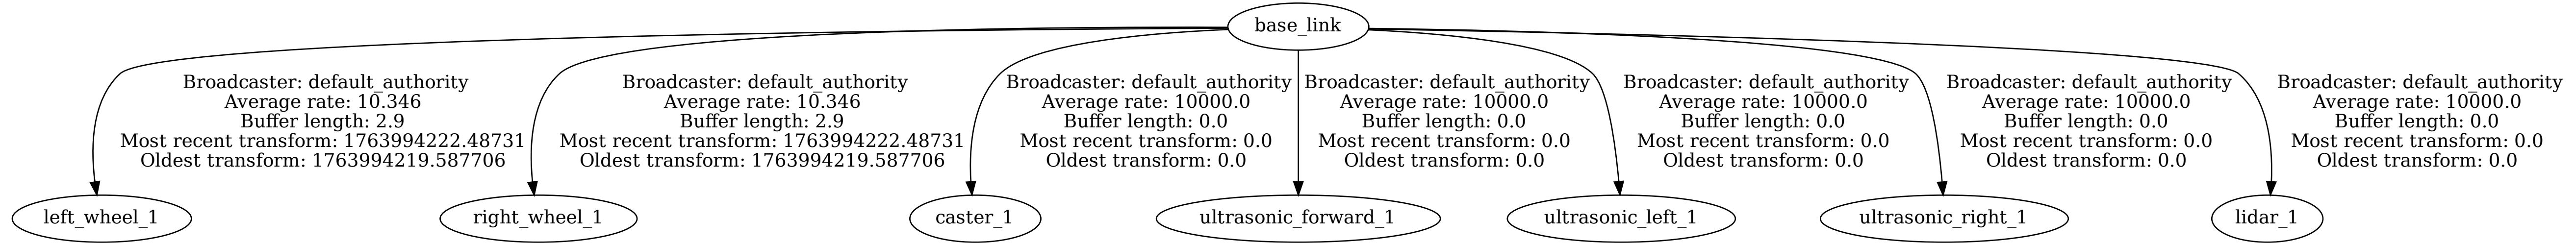 base_link
Broadcaster: default_authority
Average rate: 10.346
Buffer length: 2.9
Most recent transform: 1763994222.48731
Oldest transform: 1763994219.587706
Broadcaster: default_authority
Average rate: 10.346
Buffer length: 2.9
Most recent transform: 1763994222.48731
Oldest transform: 1763994219.587706
Broadcaster: default_authority
Average rate: 10000.0
Buffer length: 0.0
Most recent transform: 0.0
Oldest transform: 0.0
Broadcaster: default_authority
Average rate: 10000.0
Buffer length: 0.0
Most recent transform: 0.0
Oldest transform: 0.0
Broadcaster: default_authority
Average rate: 10000.0
Buffer length: 0.0
Most recent transform: 0.0
Oldest transform: 0.0
Broadcaster: default_authority
Average rate: 10000.0
Buffer length: 0.0
Most recent transform: 0.0
Oldest transform: 0.0
Broadcaster: default_authority
Average rate: 10000.0
Buffer length: 0.0
Most recent transform: 0.0
Oldest transform: 0.0
left_wheel_1
right_wheel_1
caster_1
ultrasonic_forward_1
ultrasonic_left_1
ultrasonic_right_1
lidar_1